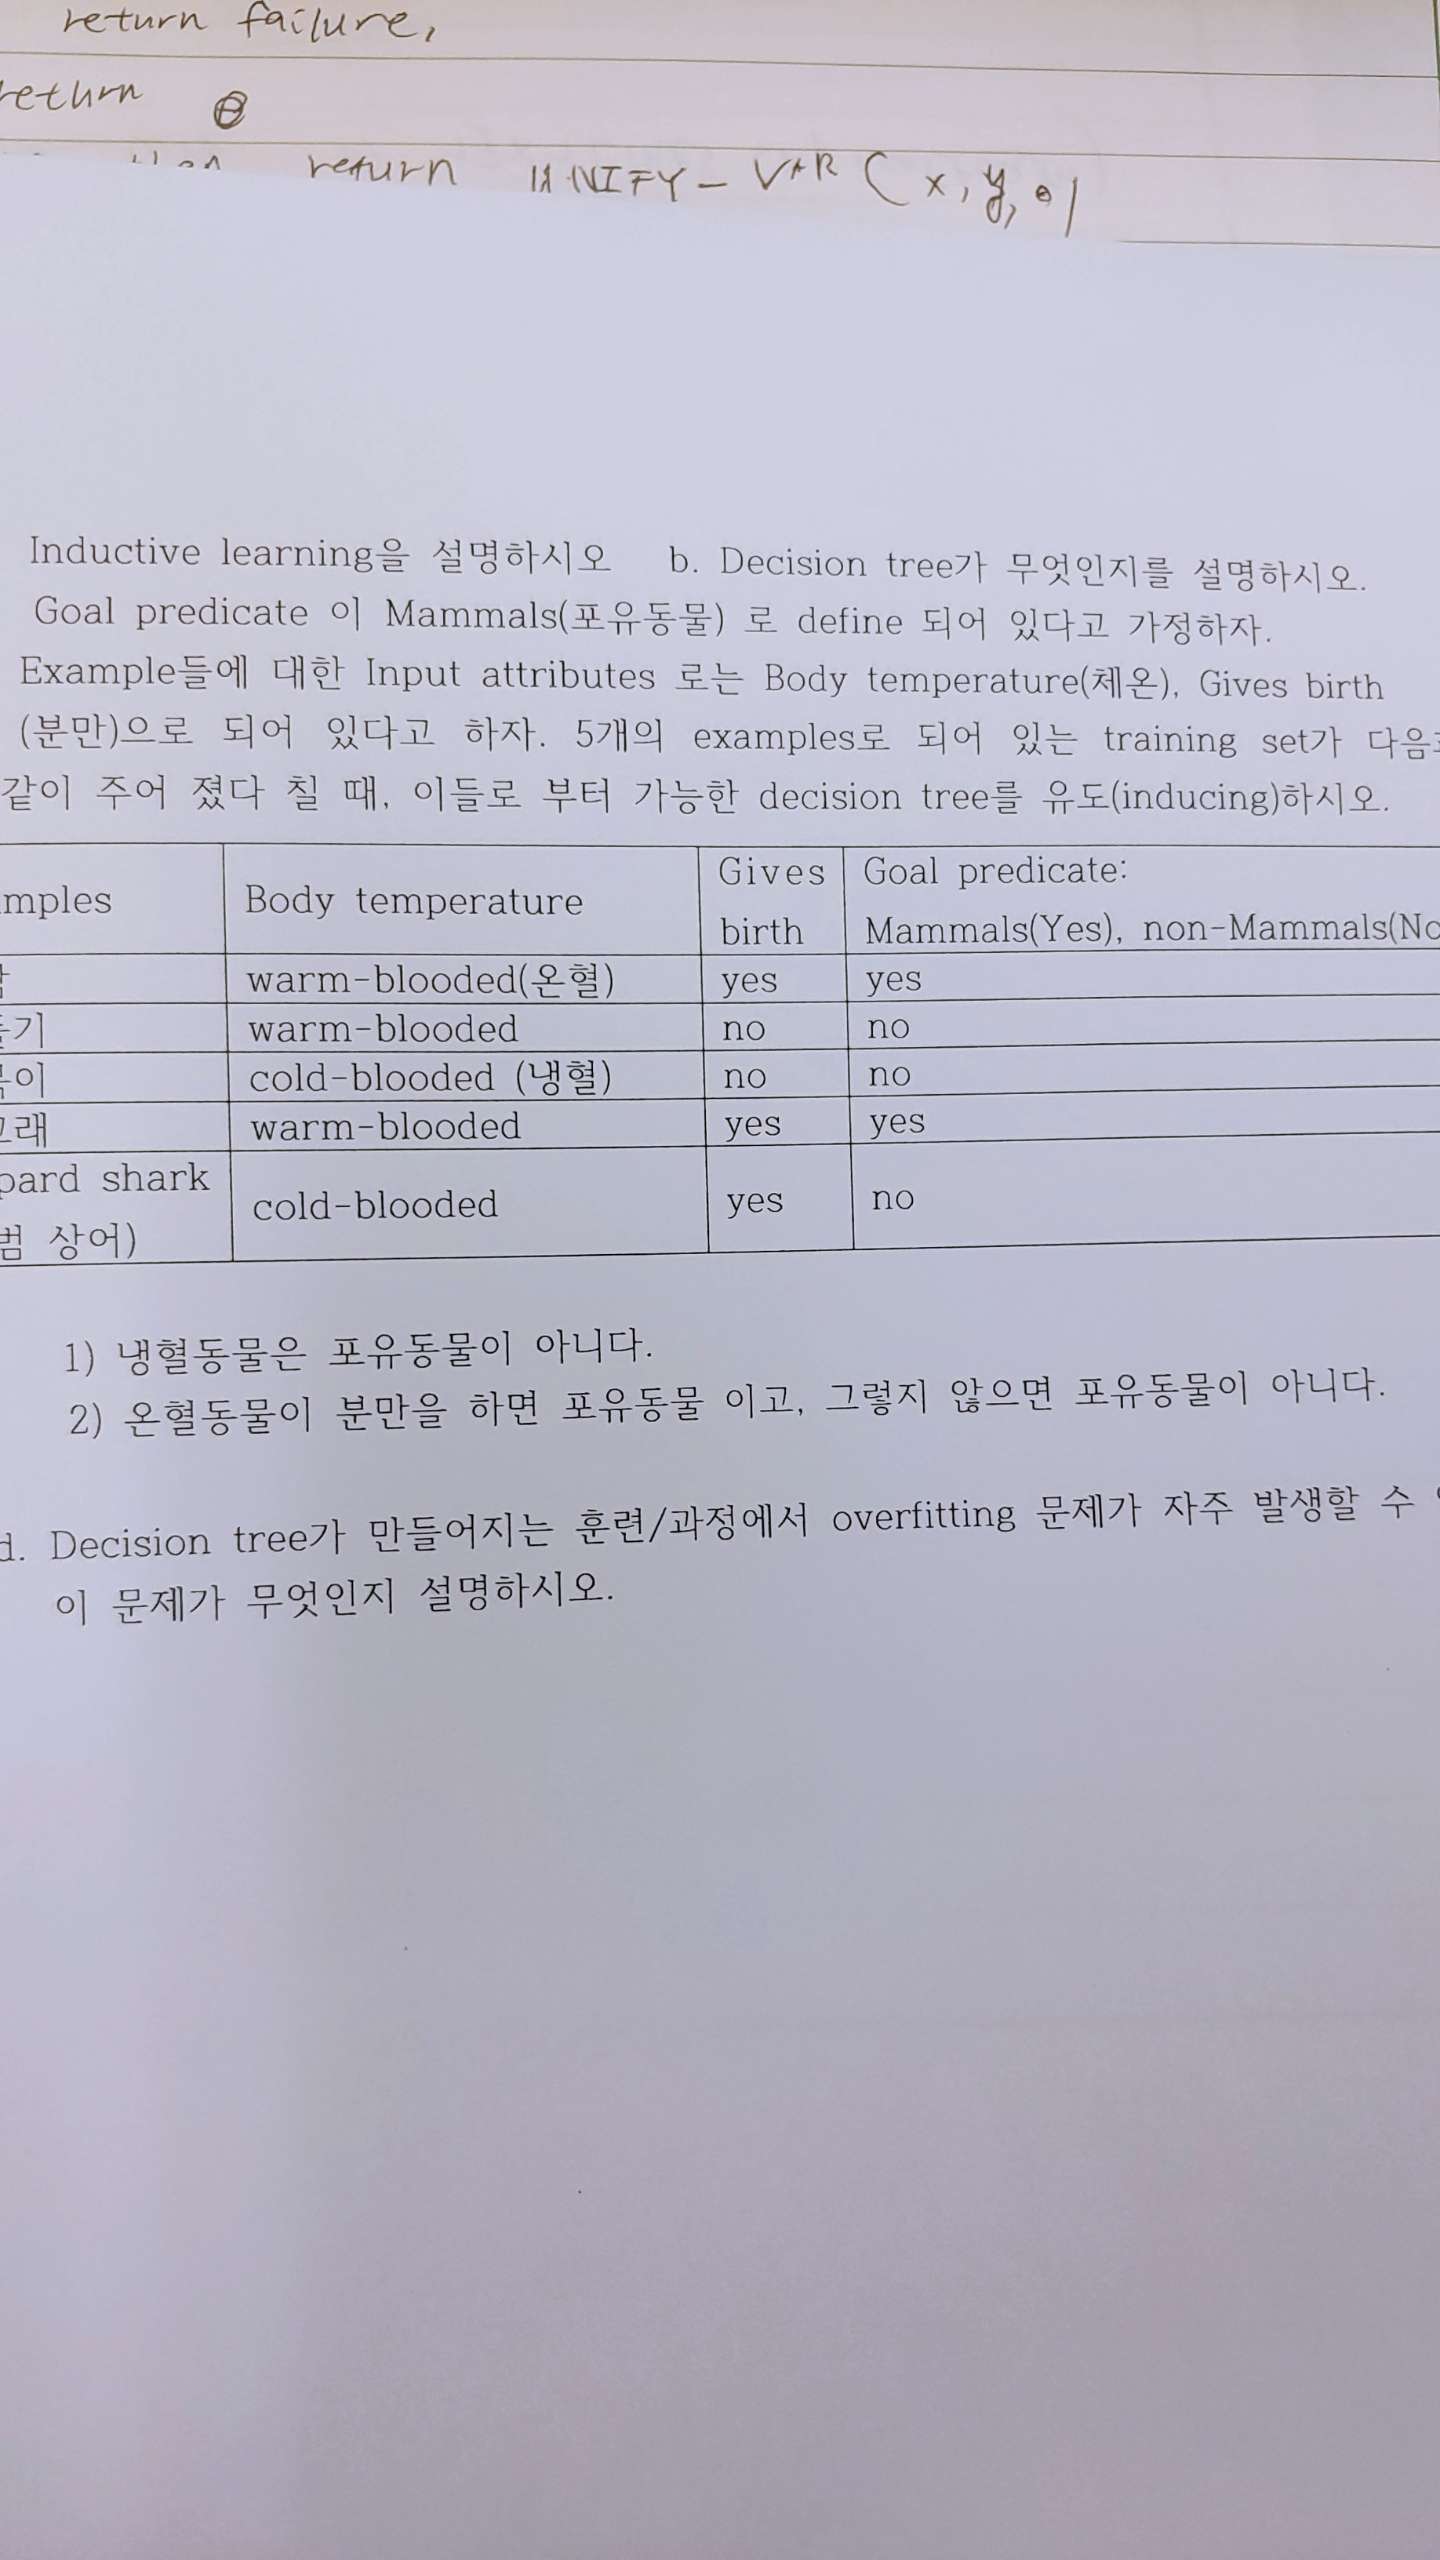 return failure,
return θ
return UNIFY-VAR(x, y, θ)
Inductive learning을 설명하시오 b. Decision tree가 무엇인지를 설명하시오.
Goal predicate 이 Mammals(포유동물) 로 define 되어 있다고 가정하자.
Example들에 대한 Input attributes 로는 Body temperature(체온), Gives birth
(분만)으로 되어 있다고 하자. 5개의 examples로 되어 있는 training set가 다음
같이 주어 졌다 칠 때, 이들로 부터 가능한 decision tree를 유도(inducing)하시오.
mples Body temperature Gives birth Goal predicate: Mammals(Yes), non-Mammals(No
warm-blooded(온혈) yes yes
기 warm-blooded no no
이 cold-blooded (냉혈) no no
래 warm-blooded yes yes
pard shark
범 상어) cold-blooded yes no
1) 냉혈동물은 포유동물이 아니다.
2) 온혈동물이 분만을 하면 포유동물 이고, 그렇지 않으면 포유동물이 아니다.
d. Decision tree가 만들어지는 훈련/과정에서 overfitting 문제가 자주 발생할 수
이 문제가 무엇인지 설명하시오.